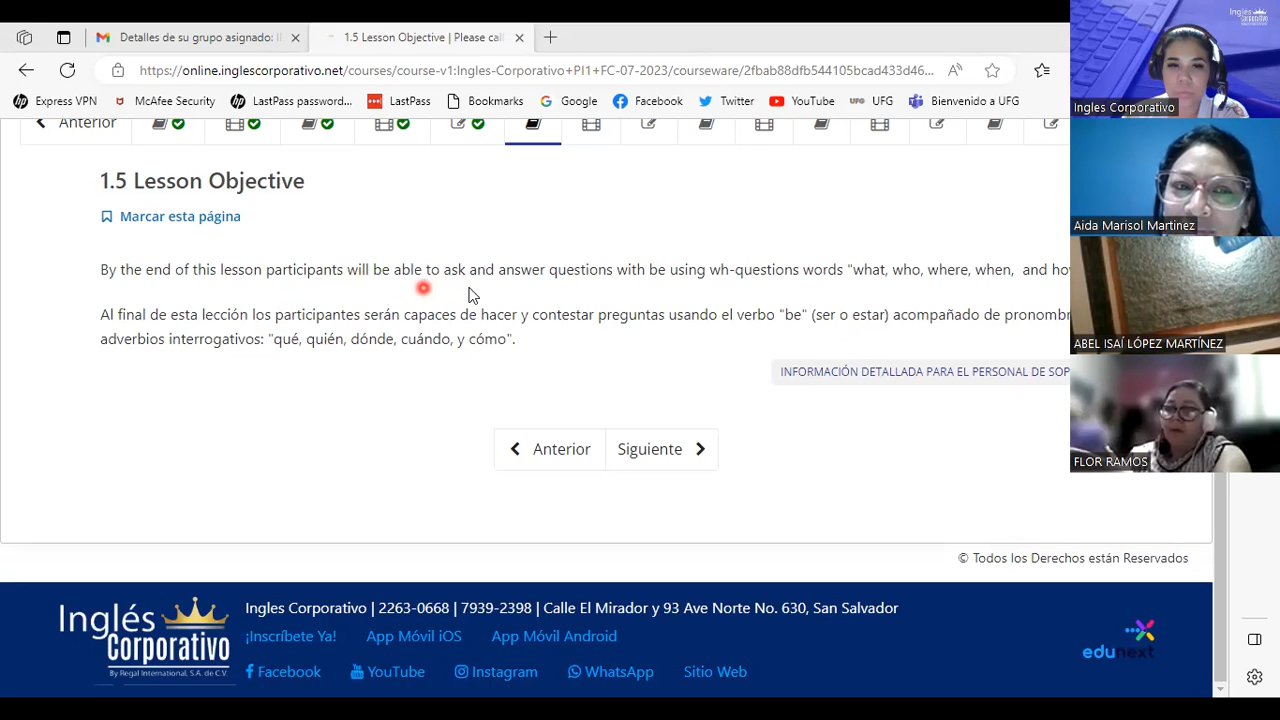 Detalles de su grupo asignado: I
1.5 Lesson Objective | Please cal
https://online.inglescorporativo.net/courses/course-v1:Ingles-Corporativo+PI1+FC-07-2023/courseware/2fbab88dfb544105bcad433d46...
Express VPN McAfee Security LastPass password... LastPass Bookmarks Google Facebook Twitter YouTube UFG Bienvenido a UFG
Anterior
1.5 Lesson Objective
Marcar esta página
By the end of this lesson participants will be able to ask and answer questions with be using wh-questions words "what, who, where, when, and ho
Al final de esta lección los participantes serán capaces de hacer y contestar preguntas usando el verbo "be" (ser o estar) acompañado de pronom
adverbios interrogativos: "qué, quién, dónde, cuándo, y cómo".
INFORMACIÓN DETALLADA PARA EL PERSONAL DE SOP
Anterior Siguiente
© Todos los Derechos están Reservados
Inglés
Corporativo
By Regal International, S.A. de C.V.
Ingles Corporativo | 2263-0668 | 7939-2398 | Calle El Mirador y 93 Ave Norte No. 630, San Salvador
¡Inscríbete Ya! App Móvil iOS App Móvil Android
Facebook YouTube Instagram WhatsApp Sitio Web
edunext
Inglés
Corporativo
Ingles Corporativo
Aida Marisol Martinez
ABEL ISAÍ LÓPEZ MARTÍNEZ
FLOR RAMOS